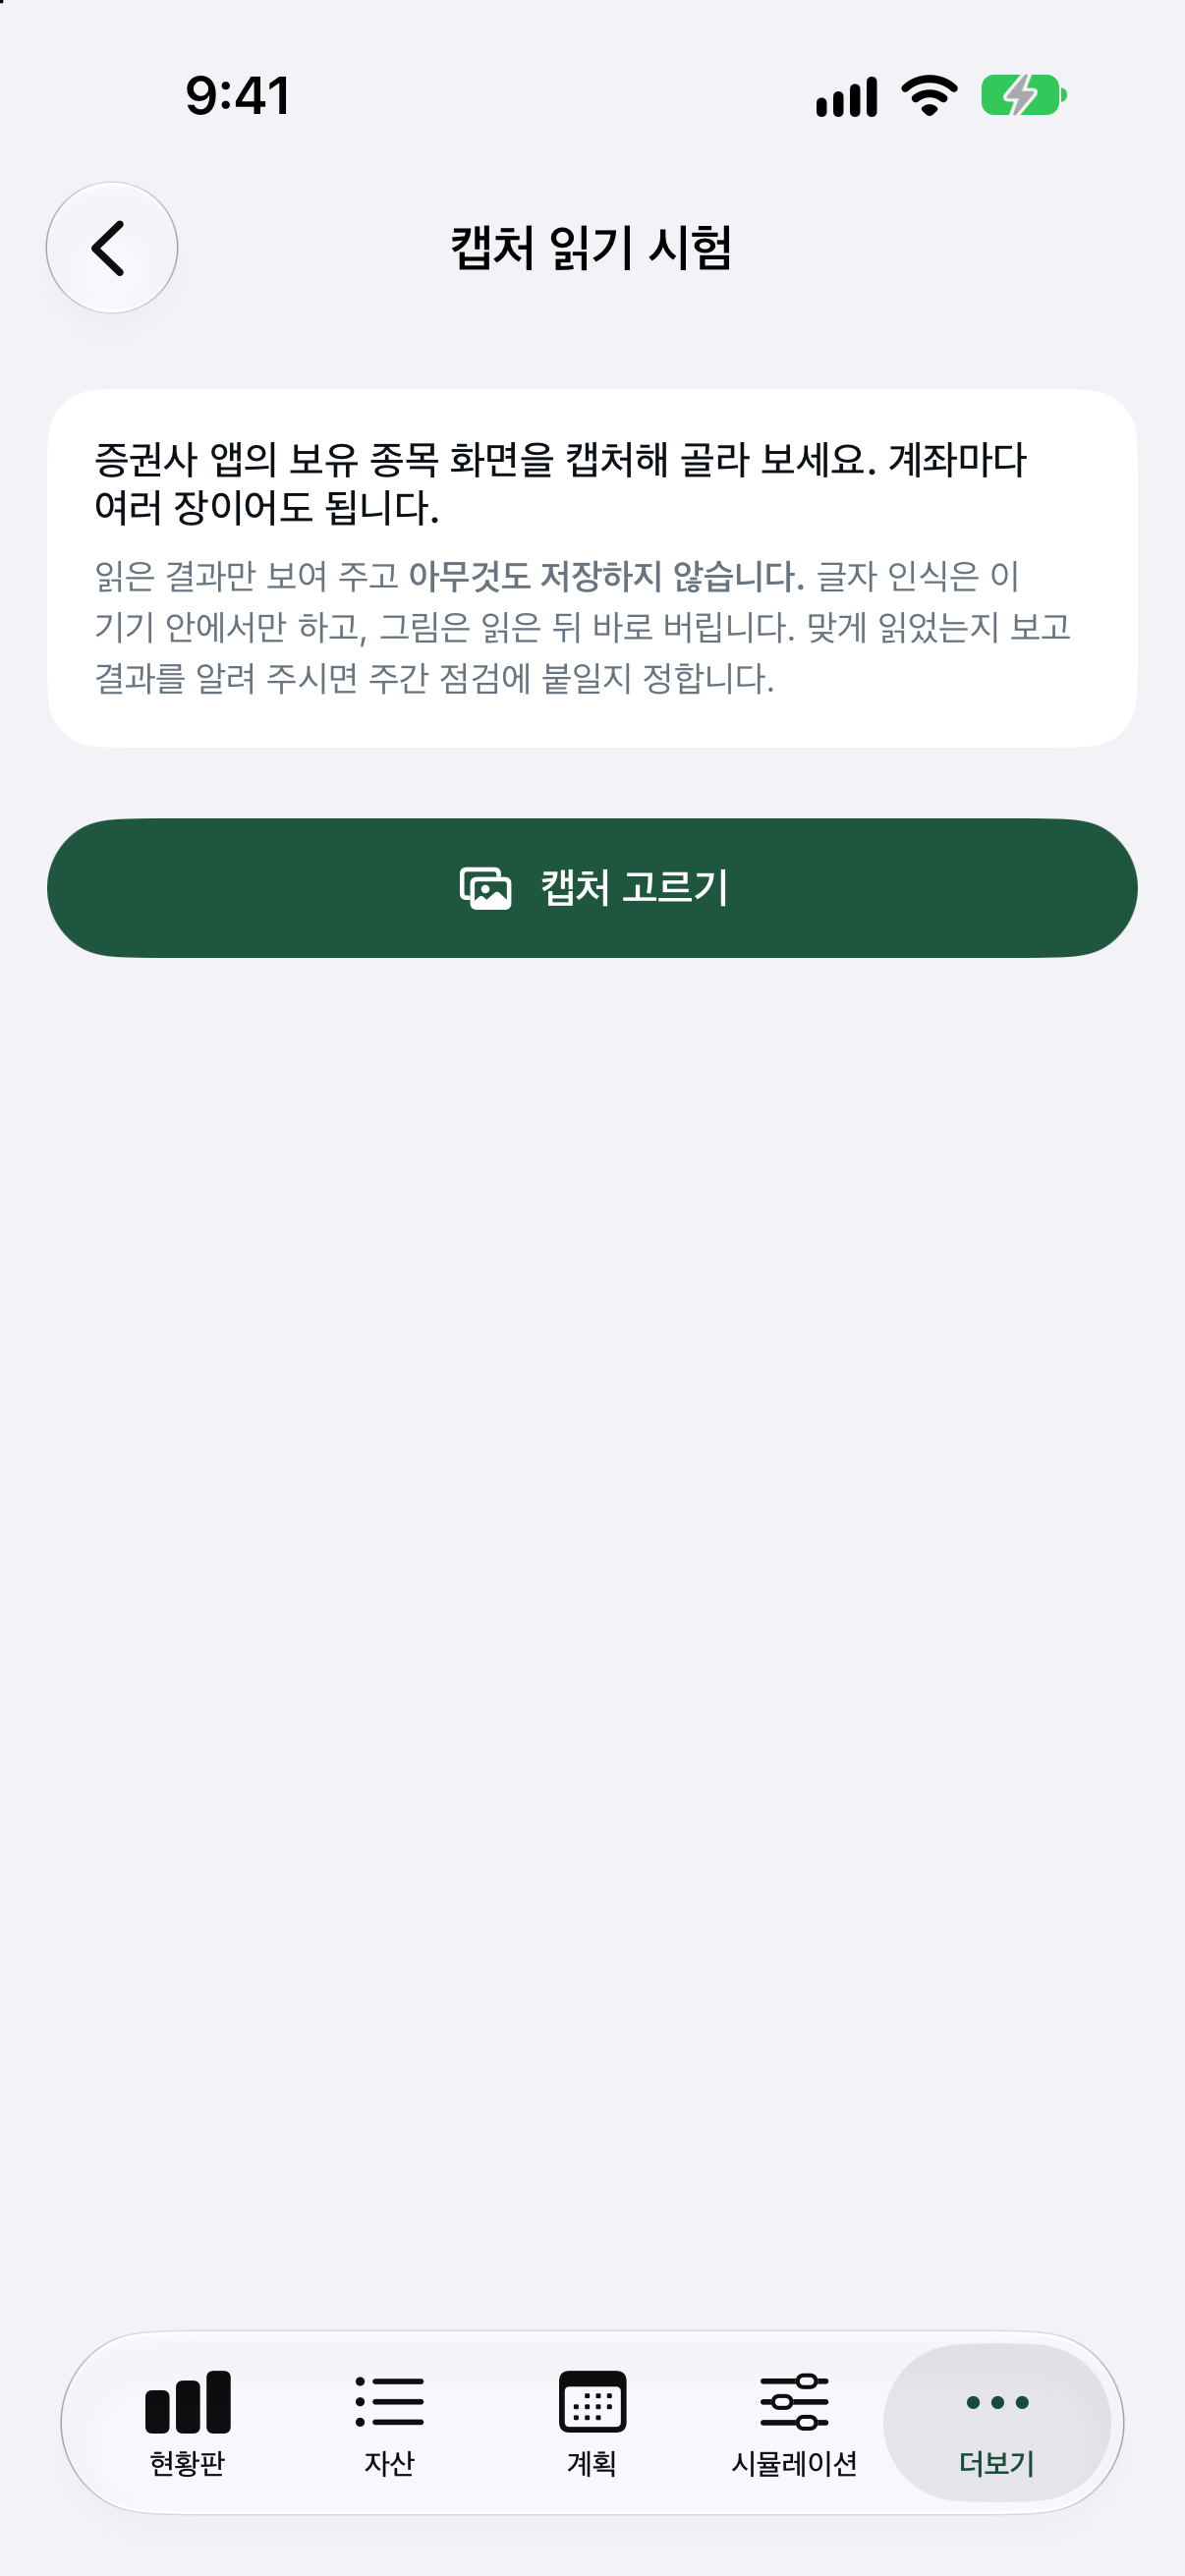 9:41
캡처 읽기 시험
증권사 앱의 보유 종목 화면을 캡처해 골라 보세요. 계좌마다
여러 장이어도 됩니다.
읽은 결과만 보여 주고 아무것도 저장하지 않습니다. 글자 인식은 이
기기 안에서만 하고, 그림은 읽은 뒤 바로 버립니다. 맞게 읽었는지 보고
결과를 알려 주시면 주간 점검에 붙일지 정합니다.
캡처 고르기
현황판
자산
계획
시뮬레이션
더보기